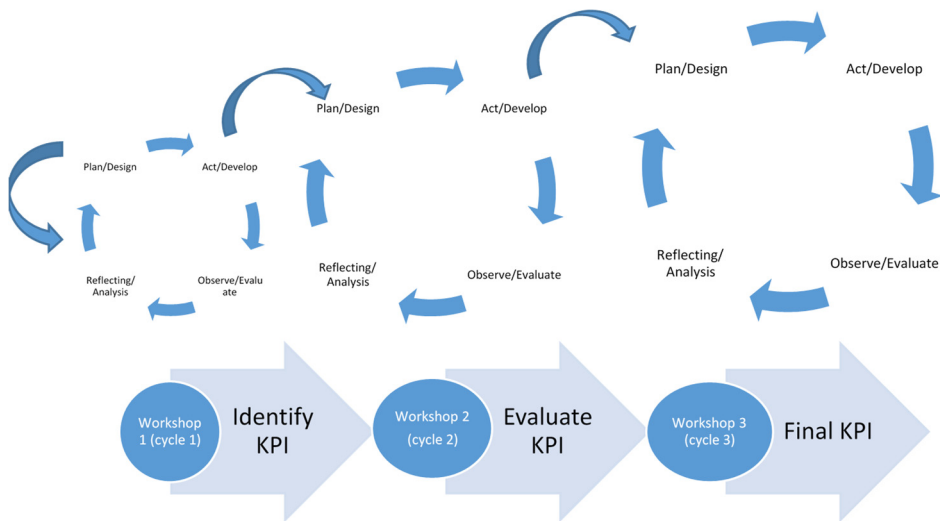 Plan/Design
Act/Develop
Plan/Design
Act/Develop
Plan/Design
Act/Develop
Reflecting/
Analysis
Observe/Evalu
ate
Reflecting/
Analysis
Observe/Evaluate
Reflecting/
Analysis
Observe/Evaluate
Workshop
1 (cycle 1)
Identify
KPI
Workshop 2
(cycle 2)
Evaluate
KPI
Workshop 3
(cycle 3)
Final KPI